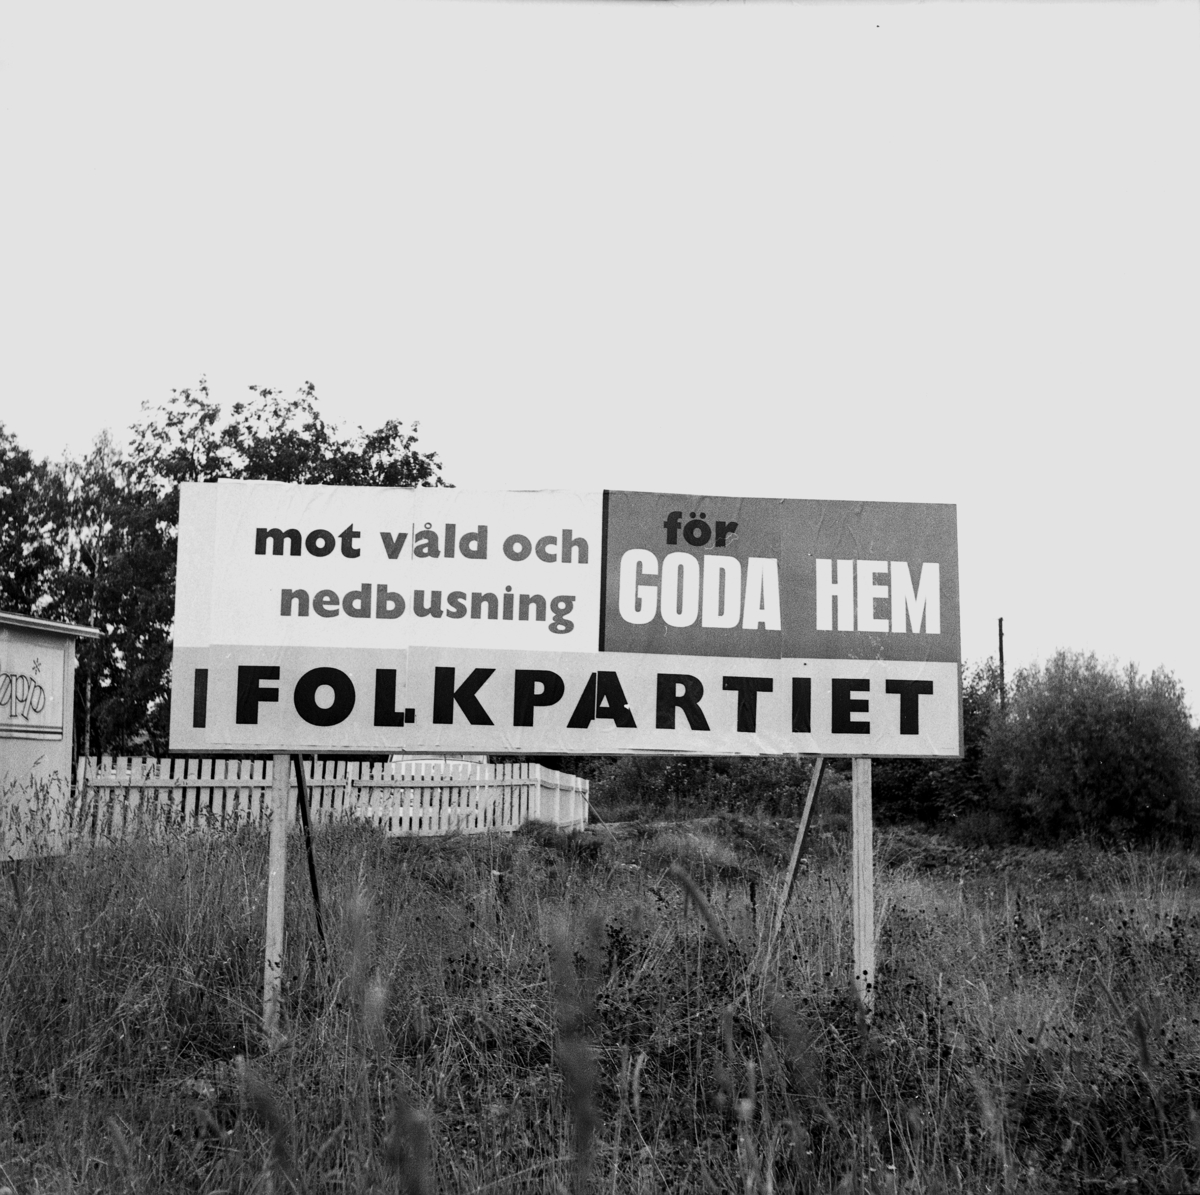 mot våld och
nedbusning
för
GODA HEM
FOLKPARTIET